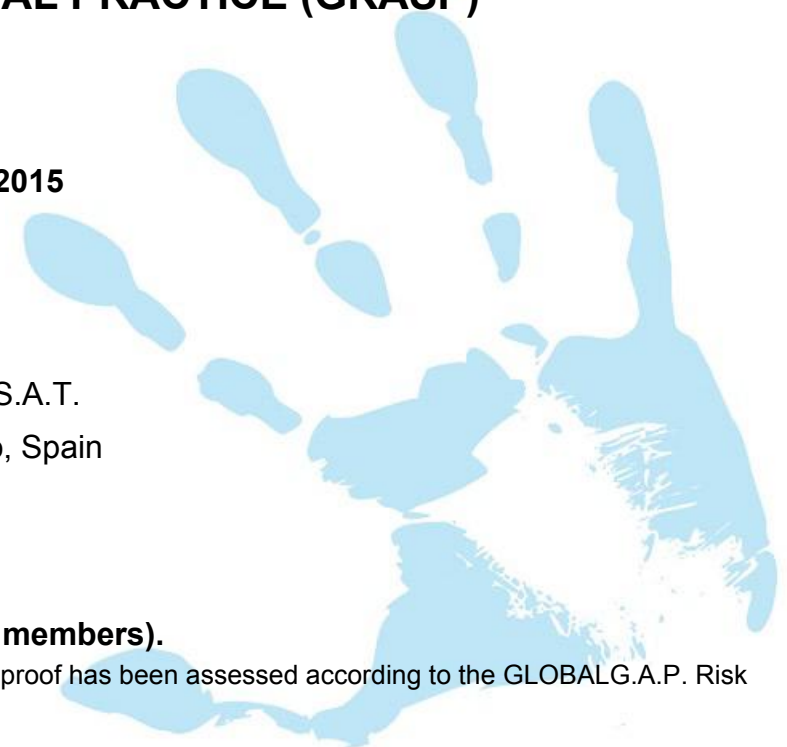 AL PRACTICE (GRASP)
2015
S.A.T.
, Spain
members).
proof has been assessed according to the GLOBALG.A.P. Risk